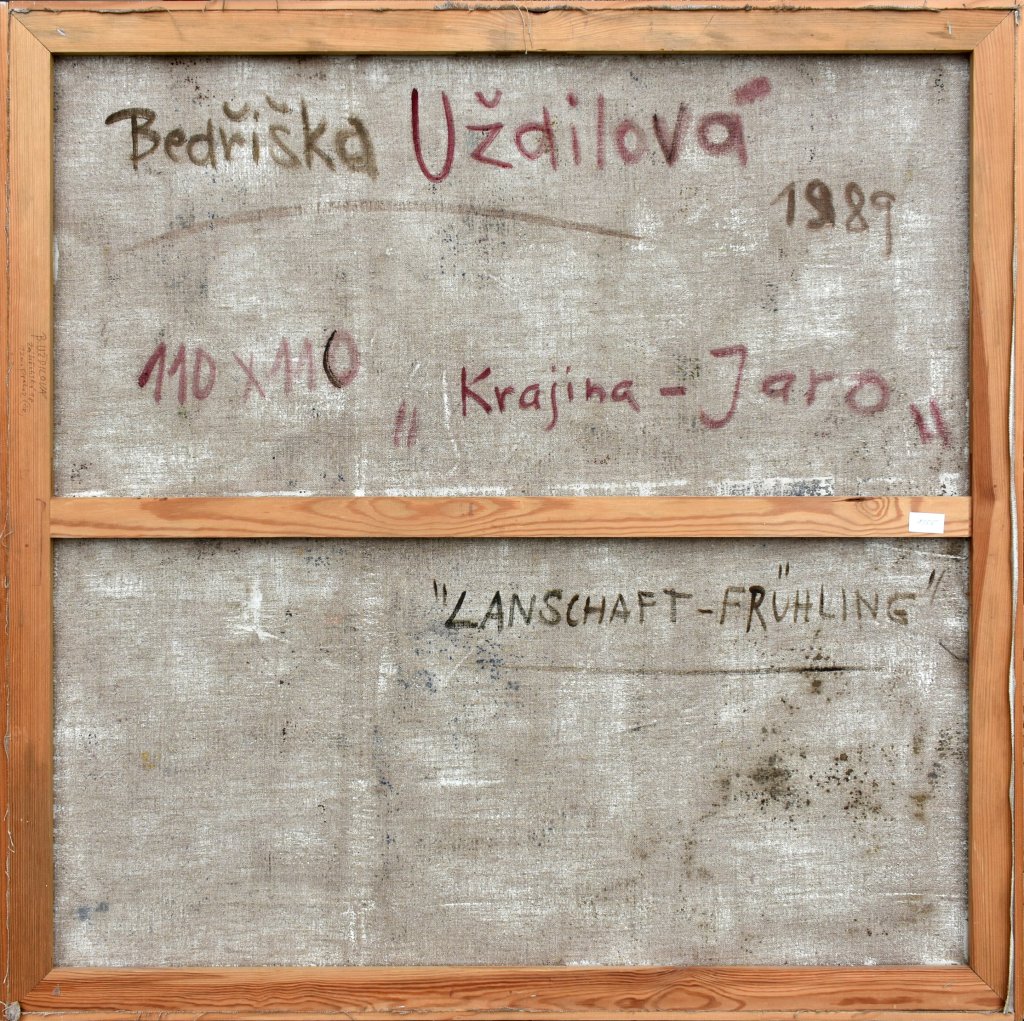 Bedřiška Uždilová
1989
110 x 110
„ Krajina - Jaro "
"LANSCHAFT-FRÜHLING"